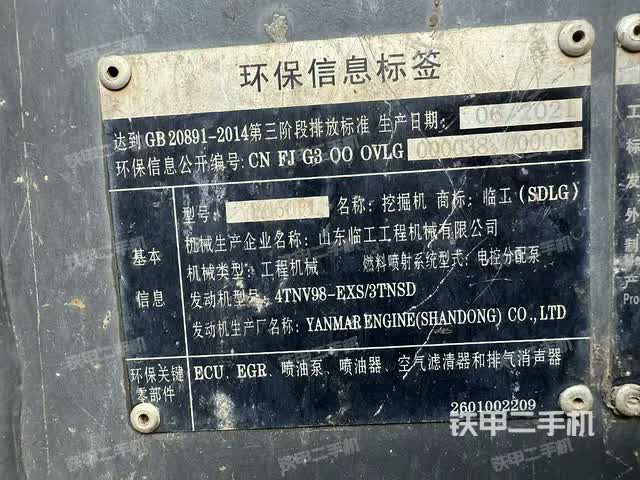 环保信息标签
达到 GB 20891-2014第三阶段排放标准 生产日期: 06/2021
环保信息公开编号: CN FJ G3 OO OVLG
型号: 名称: 挖掘机 商标: 临工(SDLG)
基本
信息
机械生产企业名称: 山东临工工程机械有限公司
机械类型: 工程机械 燃料喷射系统型式: 电控分配泵
发动机型号: 4TNV98-EXS/3TNSD
发动机生产厂名称: YANMAR ENGINE(SHANDONG) CO.,LTD
环保关键
零部件
ECU、EGR、喷油泵、喷油器、空气滤清器和排气消声器
2601002209
铁甲二手机
Pro